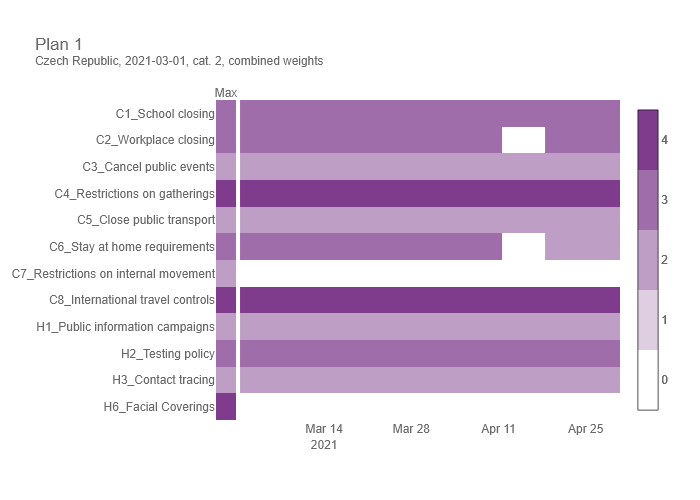 Plan 1
Czech Republic, 2021-03-01, cat. 2, combined weights
Max
C1_School closing
C2_Workplace closing
C3_Cancel public events
C4_Restrictions on gatherings
C5_Close public transport
C6_Stay at home requirements
C7_Restrictions on internal movement
C8_International travel controls
H1_Public information campaigns
H2_Testing policy
H3_Contact tracing
H6_Facial Coverings
Mar 14
2021
Mar 28
Apr 11
Apr 25
4
3
2
1
0